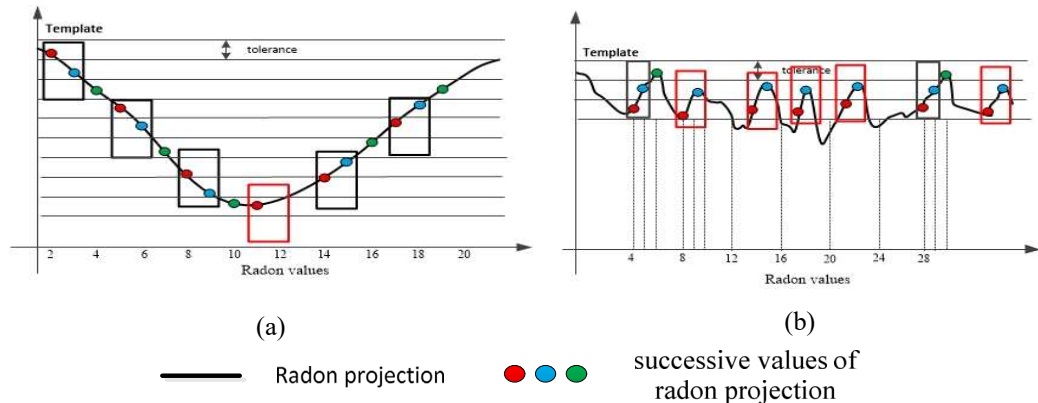 Template
tolerance
2 4 6 8 10 12 14 16 18 20
Radon values
(a)
Template
tolerance
4 8 12 16 20 24 28
Radon values
(b)
Radon projection
successive values of
radon projection